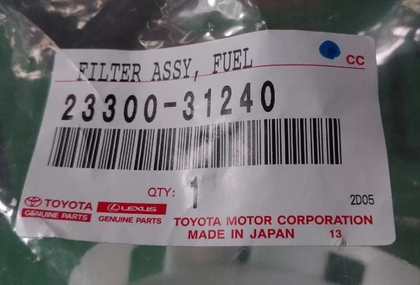 FILTER ASSY, FUEL
CC
23300-31240
QTY: 1
2D05
TOYOTA LEXUS
GENUINE PARTS GENUINE PARTS
TOYOTA MOTOR CORPORATION
MADE IN JAPAN 13